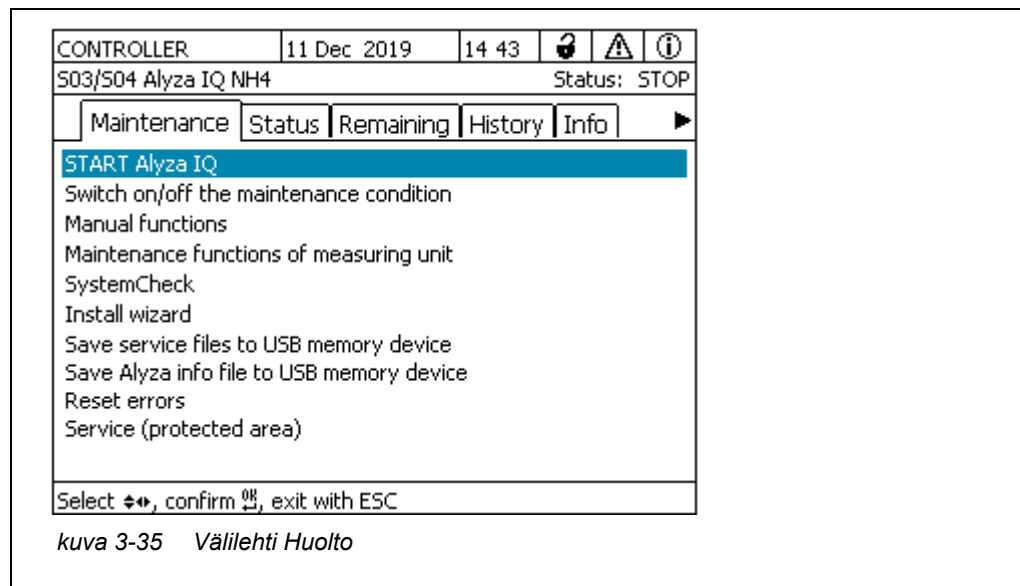 CONTROLLER 11 Dec 2019 14 43
S03/S04 Alyza IQ NH4 Status: STOP
Maintenance Status Remaining History Info
START Alyza IQ
Switch on/off the maintenance condition
Manual functions
Maintenance functions of measuring unit
SystemCheck
Install wizard
Save service files to USB memory device
Save Alyza info file to USB memory device
Reset errors
Service (protected area)
Select, confirm OK, exit with ESC
kuva 3-35 Välilehti Huolto